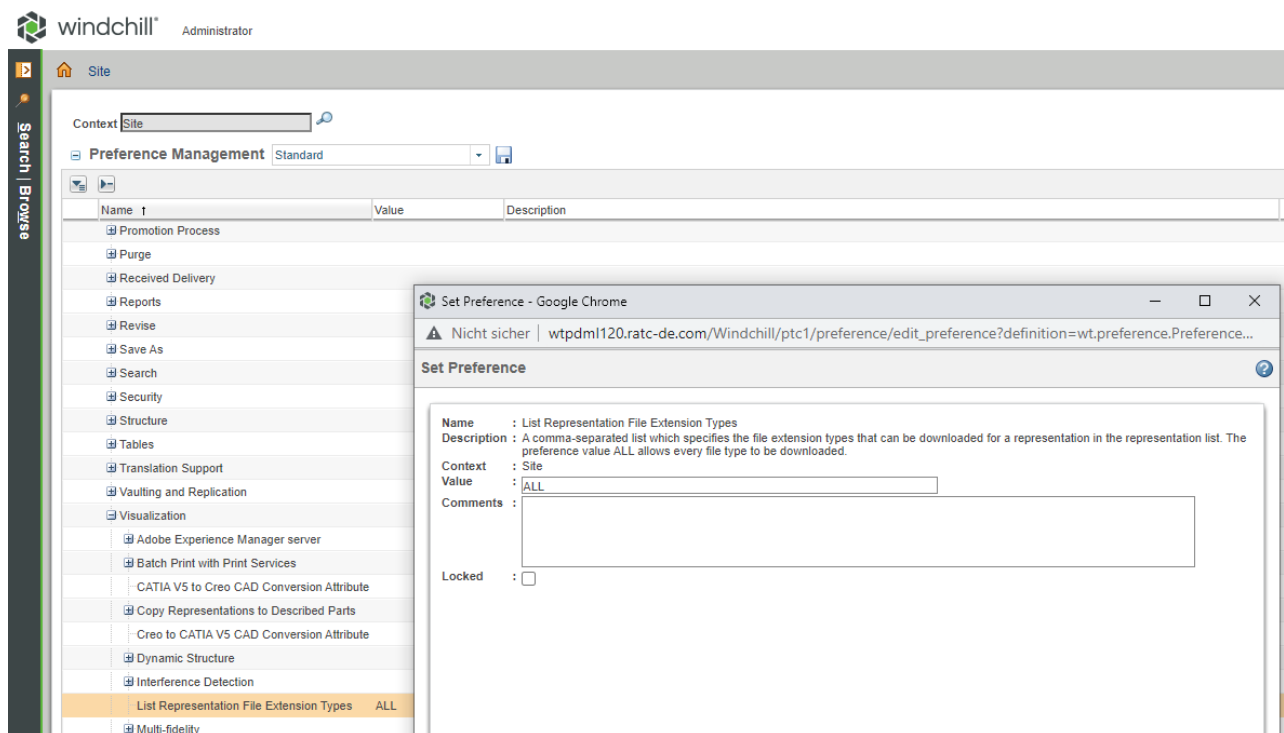 windchill® Administrator
Site
Search | Browse
Context Site
Preference Management Standard
Name ↑ Value Description
Promotion Process
Purge
Received Delivery
Reports
Revise
Save As
Search
Security
Structure
Tables
Translation Support
Vaulting and Replication
Visualization
Adobe Experience Manager server
Batch Print with Print Services
CATIA V5 to Creo CAD Conversion Attribute
Copy Representations to Described Parts
Creo to CATIA V5 CAD Conversion Attribute
Dynamic Structure
Interference Detection
List Representation File Extension Types ALL
Multi-fidelity
Set Preference - Google Chrome
Nicht sicher | wtpdml120.ratc-de.com/Windchill/ptc1/preference/edit_preference?definition=wt.preference.Preference...
Set Preference
Name : List Representation File Extension Types
Description : A comma-separated list which specifies the file extension types that can be downloaded for a representation in the representation list. The
preference value ALL allows every file type to be downloaded.
Context : Site
Value : ALL
Comments :
Locked :